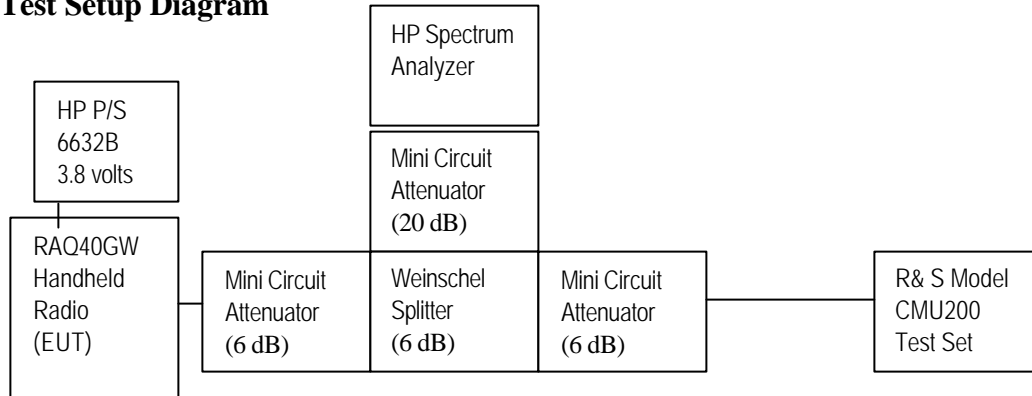 Test Setup Diagram
HP Spectrum
Analyzer
HP P/S
6632B
3.8 volts
Mini Circuit
Attenuator
(20 dB)
RAQ40GW
Handheld
Radio
(EUT)
Mini Circuit
Attenuator
(6 dB)
Weinschel
Splitter
(6 dB)
Mini Circuit
Attenuator
(6 dB)
R& S Model
CMU200
Test Set